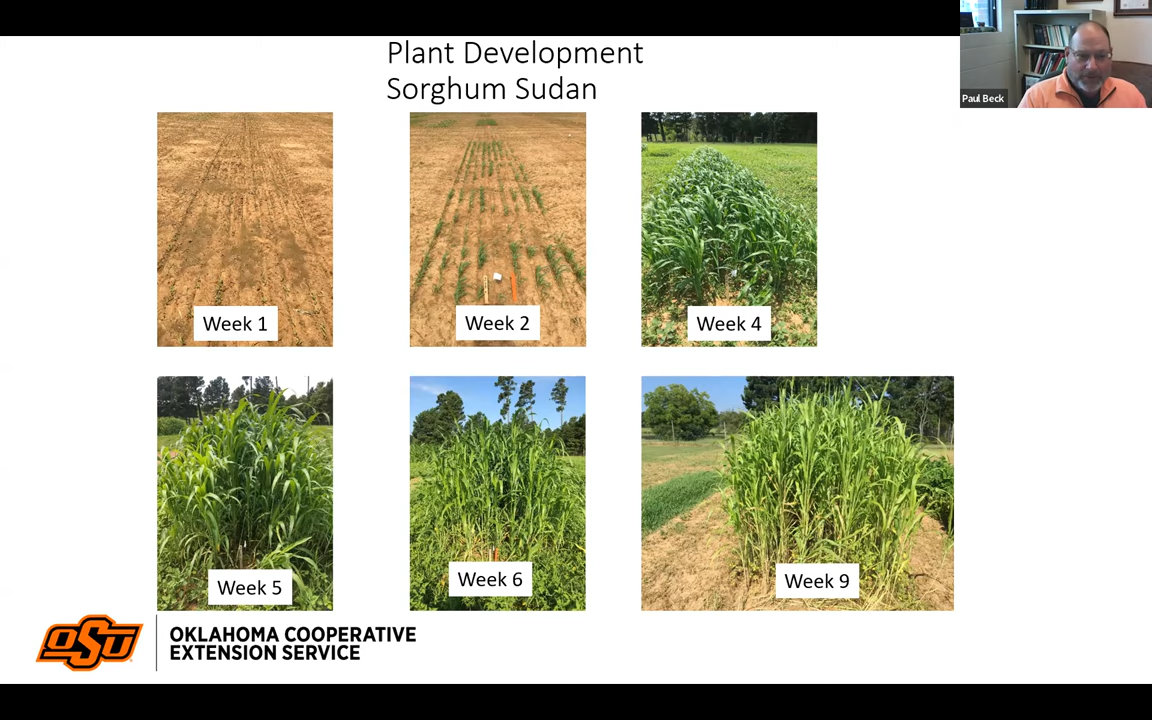 Plant Development
Sorghum Sudan
Paul Beck
Week 1
Week 2
Week 4
Week 5
Week 6
Week 9
OSU
OKLAHOMA COOPERATIVE
EXTENSION SERVICE